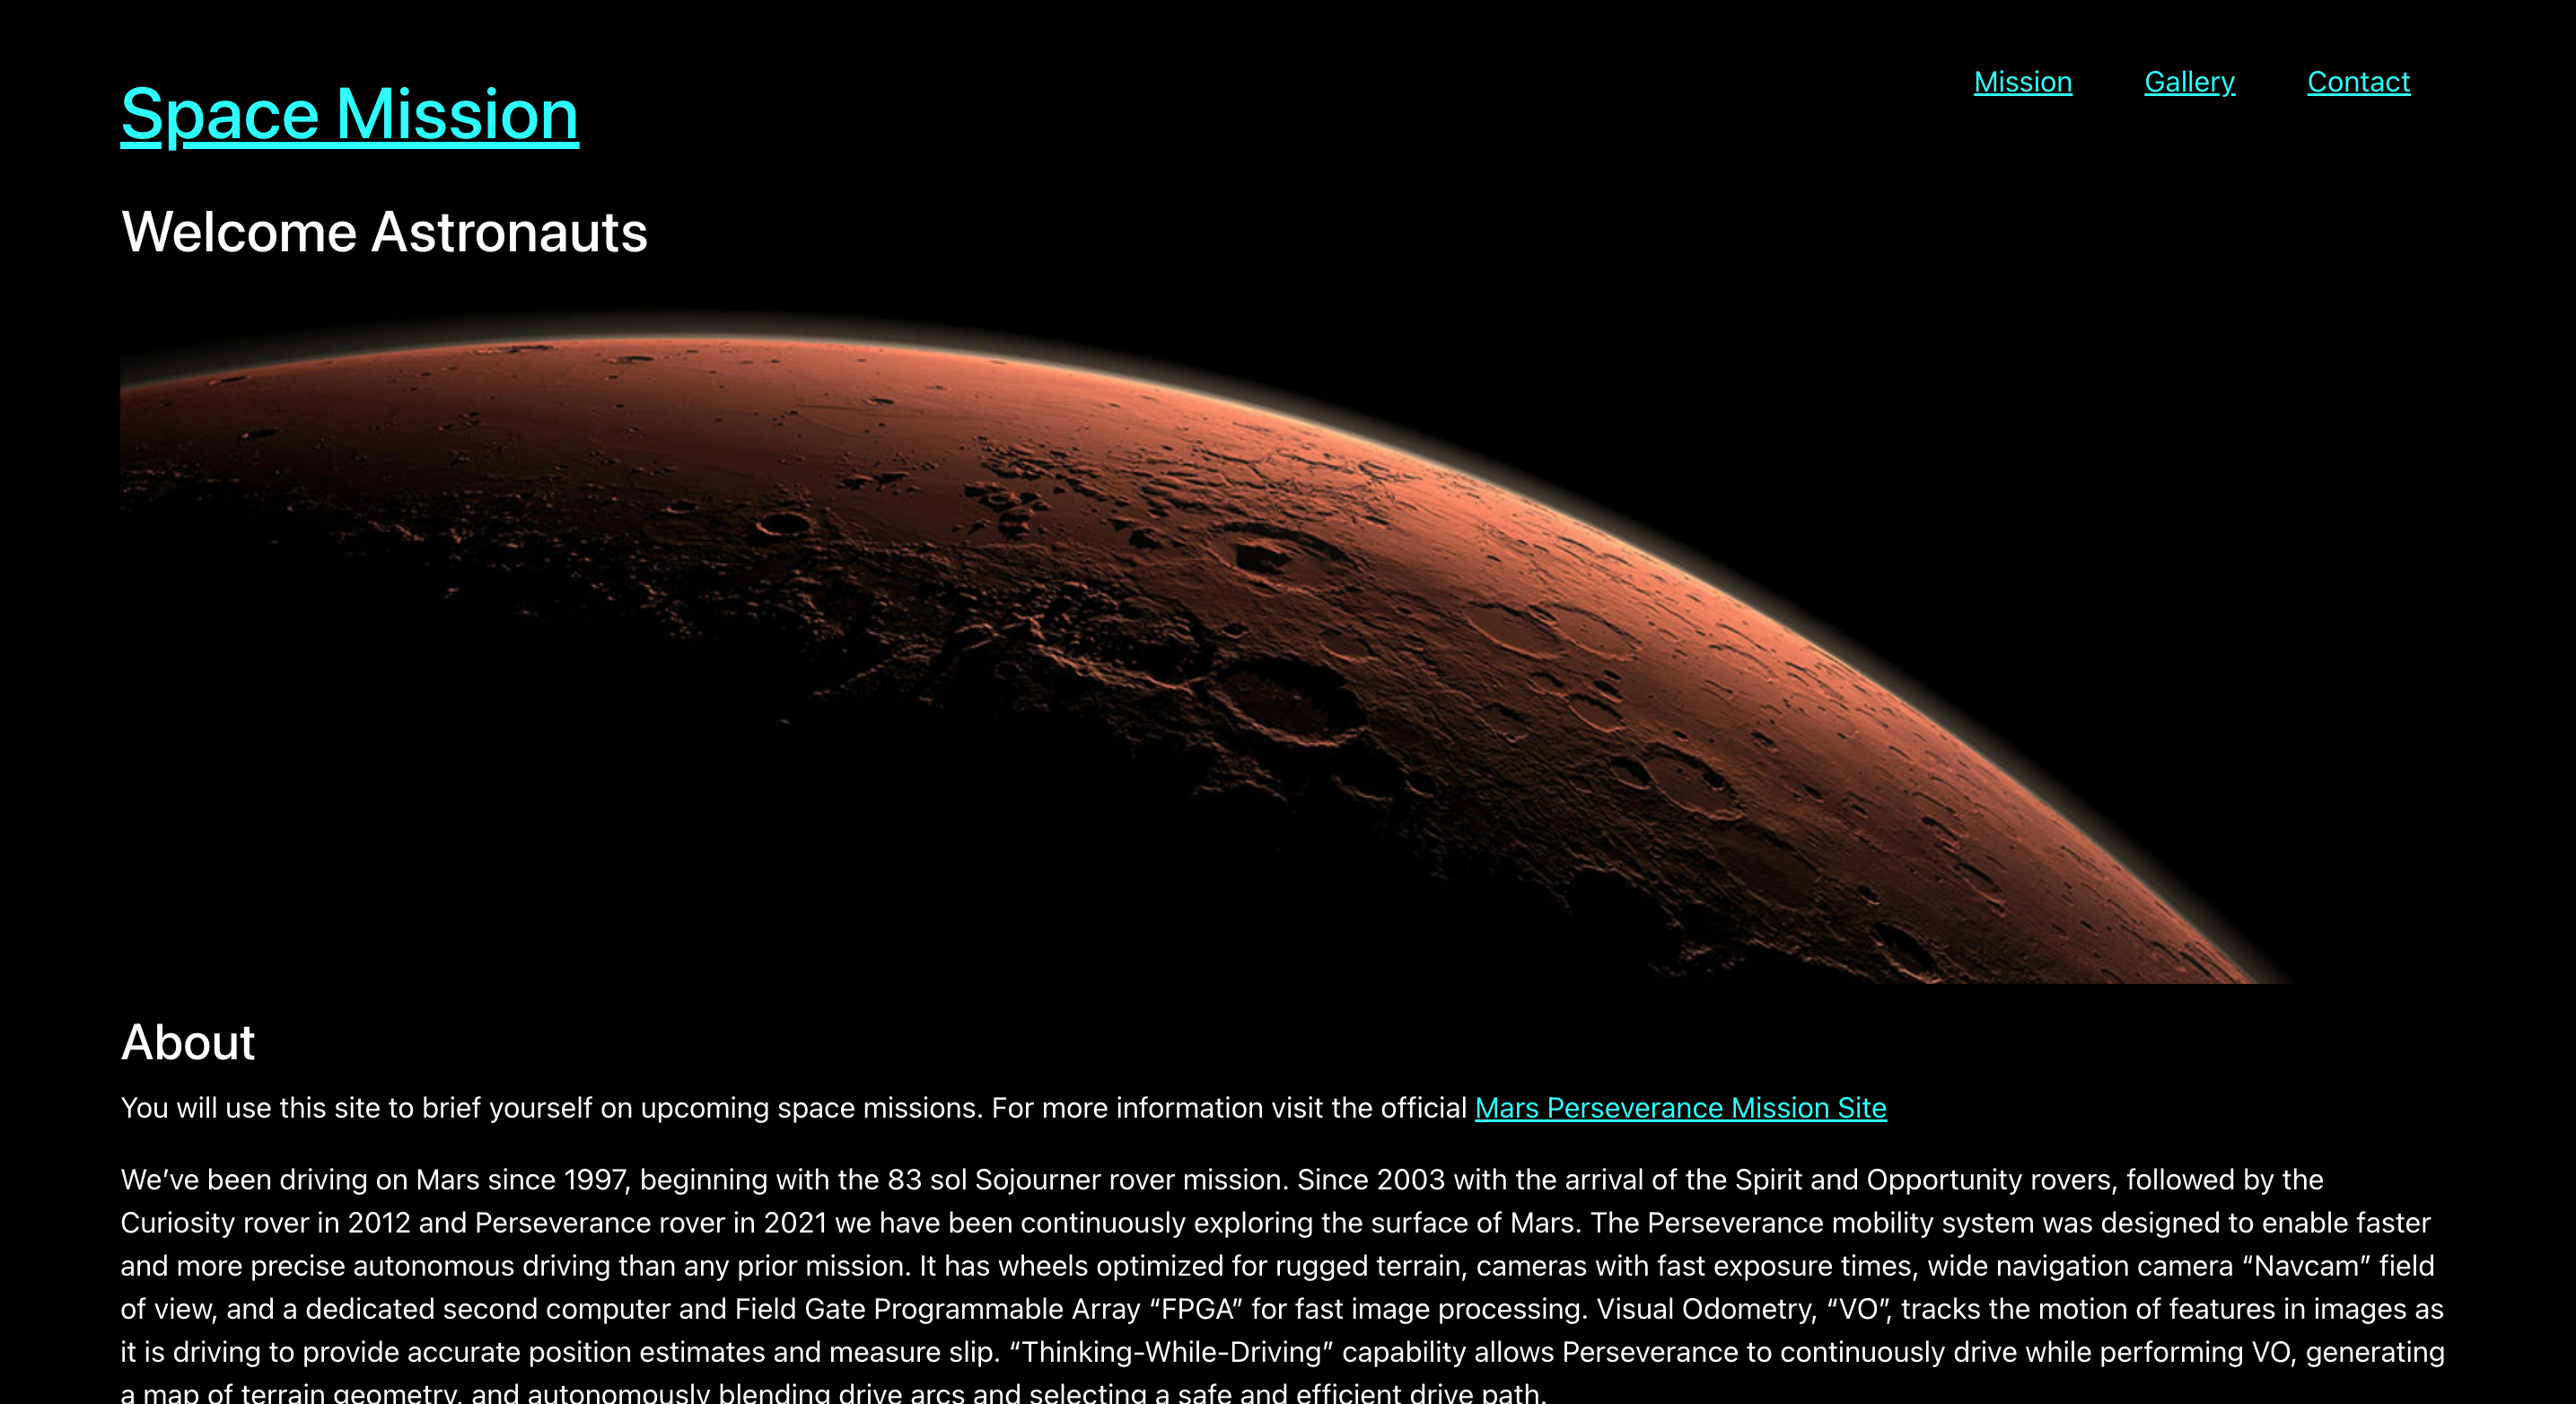 Space Mission
Mission Gallery Contact
Welcome Astronauts
About
You will use this site to brief yourself on upcoming space missions. For more information visit the official Mars Perseverance Mission Site
We’ve been driving on Mars since 1997, beginning with the 83 sol Sojourner rover mission. Since 2003 with the arrival of the Spirit and Opportunity rovers, followed by the
Curiosity rover in 2012 and Perseverance rover in 2021 we have been continuously exploring the surface of Mars. The Perseverance mobility system was designed to enable faster
and more precise autonomous driving than any prior mission. It has wheels optimized for rugged terrain, cameras with fast exposure times, wide navigation camera “Navcam” field
of view, and a dedicated second computer and Field Gate Programmable Array “FPGA” for fast image processing. Visual Odometry, “VO”, tracks the motion of features in images as
it is driving to provide accurate position estimates and measure slip. “Thinking-While-Driving” capability allows Perseverance to continuously drive while performing VO, generating
a map of terrain geometry, and autonomously blending drive arcs and selecting a safe and efficient drive path.